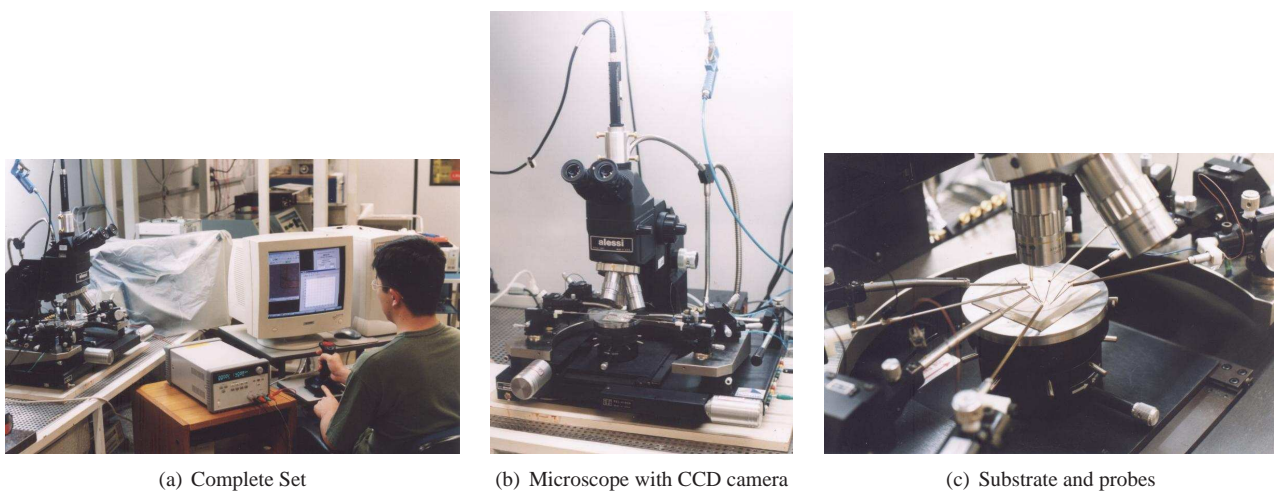 alessi
(a) Complete Set
(b) Microscope with CCD camera
(c) Substrate and probes